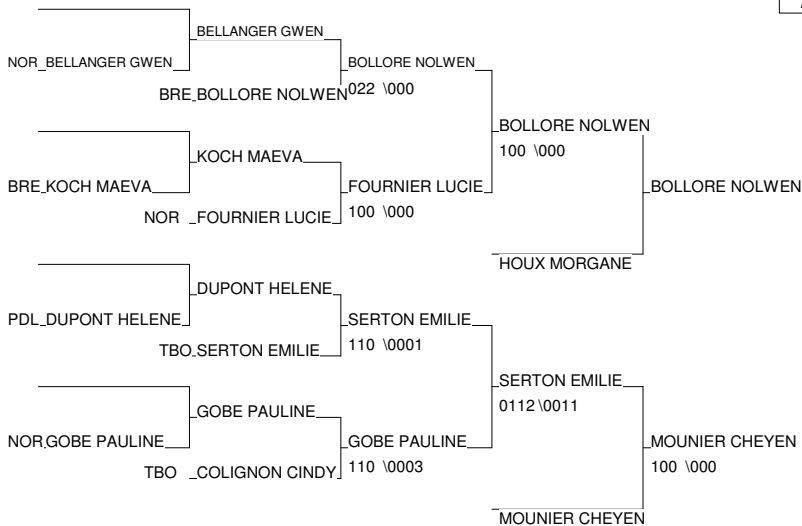 BELLANGER GWEN
NOR BELLANGER GWEN
BOLLORE NOLWEN
BRE BOLLORE NOLWEN
022 \000
BOLLORE NOLWEN
100 \000
KOCH MAEVA
BRE KOCH MAEVA
FOURNIER LUCIE
BOLLORE NOLWEN
NOR FOURNIER LUCIE
100 \000
HOUX MORGANE
DUPONT HELENE
PDL DUPONT HELENE
SERTON EMILIE
TBO SERTON EMILIE
110 \0001
SERTON EMILIE
0112 \0011
GOBE PAULINE
NOR GOBE PAULINE
GOBE PAULINE
MOUNIER CHEYEN
TBO COLIGNON CINDY
110 \0003
100 \000
MOUNIER CHEYEN